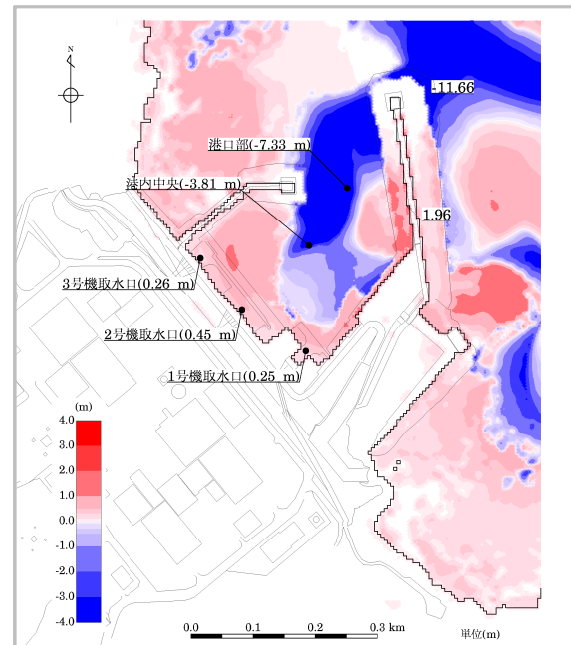 N
-11.66
港口部(-7.33 m)
港内中央(-3.81 m)
1.96
3号機取水口(0.26 m)
2号機取水口(0.45 m)
1号機取水口(0.25 m)
(m)
4.0
3.0
2.0
1.0
0.0
-1.0
-2.0
-3.0
-4.0
0.0 0.1 0.2 0.3 km
単位(m)